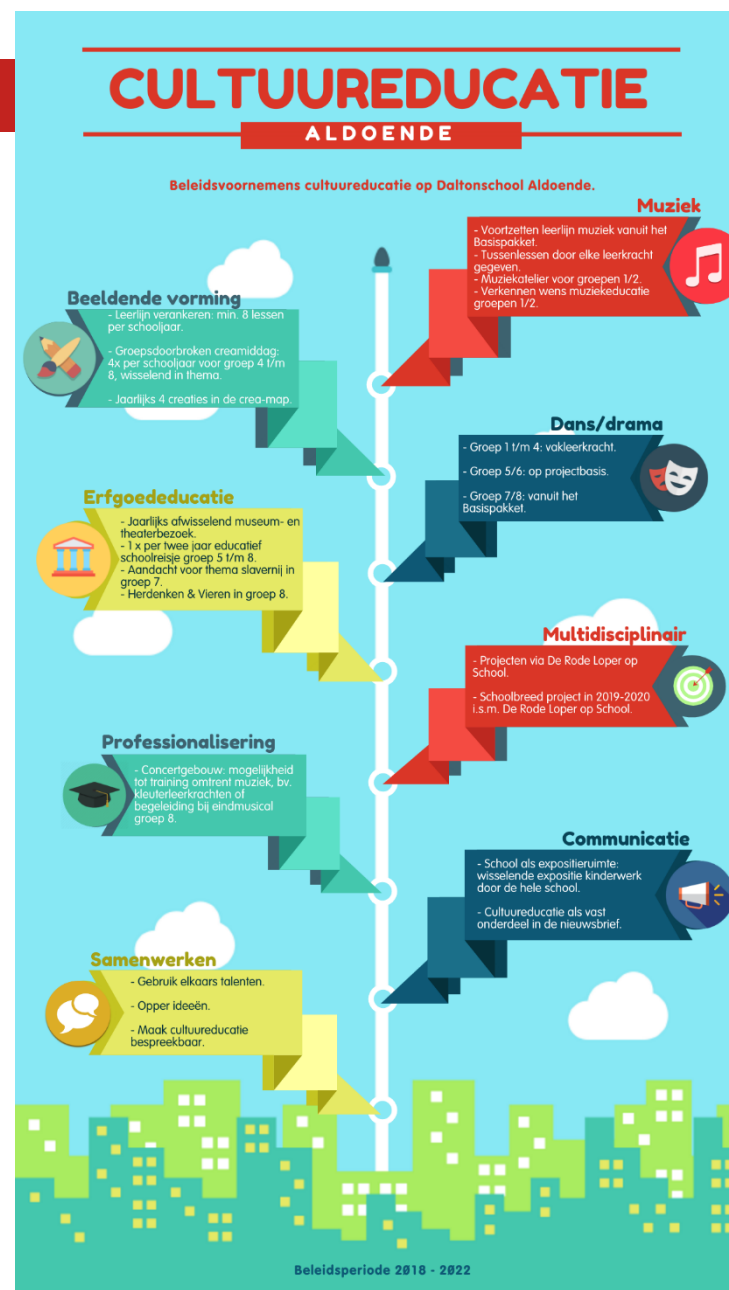 CULTUUREDUCATIE
ALDOENDE
Beleidsvoornemens cultuureducatie op Daltonschool Aldoende.
Muziek
- Voortzetten leerlijn muziek vanuit het
Basispakket.
- Tussenlessen door elke leerkracht
gegeven.
- Muziekatelier voor groepen 1/2.
- Verkennen wens muziekeducatie
groepen 1/2.
Beeldende vorming
- Leerlijn verankeren: min. 8 lessen
per schooljaar.
- Groepsdoorbroken creamiddag:
4x per schooljaar voor groep 4 t/m
8, wisselend in thema.
- Jaarlijks 4 creaties in de crea-map.
Dans/drama
- Groep 1 t/m 4: vakleerkracht.
- Groep 5/6: op projectbasis.
- Groep 7/8: vanuit het
Basispakket.
Erfgoededucatie
- Jaarlijks afwisselend museum- en
theaterbezoek.
- 1 x per twee jaar educatief
schoolreisje groep 5 t/m 8.
- Aandacht voor thema slavernij in
groep 7.
- Herdenken & Vieren in groep 8.
Multidisciplinair
- Projecten via De Rode Loper op
School.
- Schoolbreed project in 2019-2020
i.s.m. De Rode Loper op School.
Professionalisering
- Concertgebouw: mogelijkheid
tot training omtrent muziek, bv.
kleuterleerkrachten of
begeleiding bij eindmusical
groep 8.
Communicatie
- School als expositieruimte:
wisselende expositie kinderwerk
door de hele school.
- Cultuureducatie als vast
onderdeel in de nieuwsbrief.
Samenwerken
- Gebruik elkaars talenten.
- Opper ideeën.
- Maak cultuureducatie
bespreekbaar.
Beleidsperiode 2018 - 2022